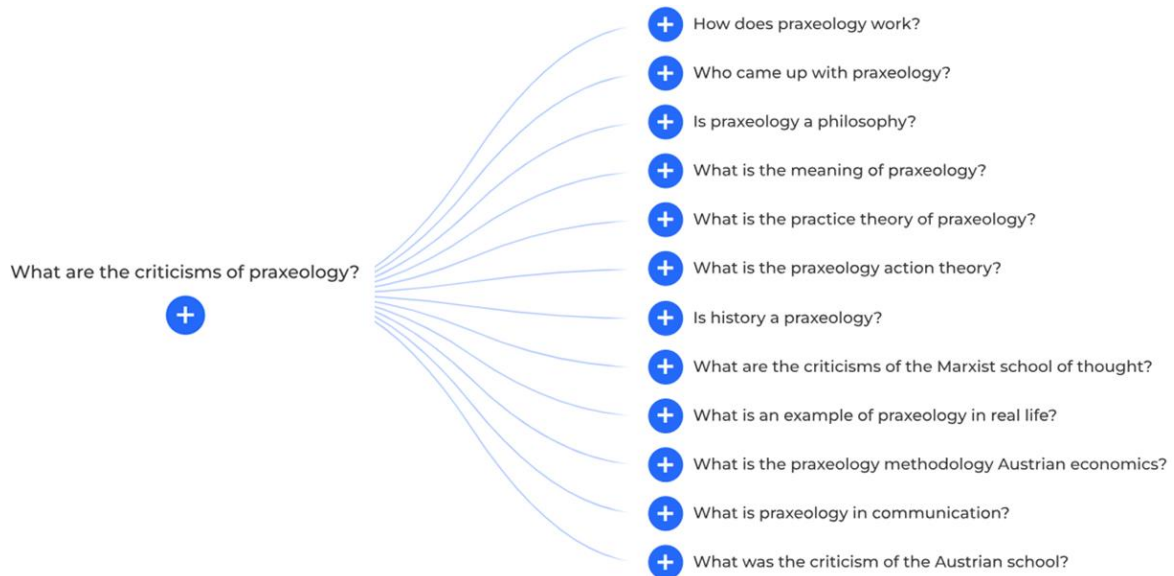 How does praxeology work?
Who came up with praxeology?
Is praxeology a philosophy?
What is the meaning of praxeology?
What is the practice theory of praxeology?
What is the praxeology action theory?
What are the criticisms of praxeology?
Is history a praxeology?
What are the criticisms of the Marxist school of thought?
What is an example of praxeology in real life?
What is the praxeology methodology Austrian economics?
What is praxeology in communication?
What was the criticism of the Austrian school?